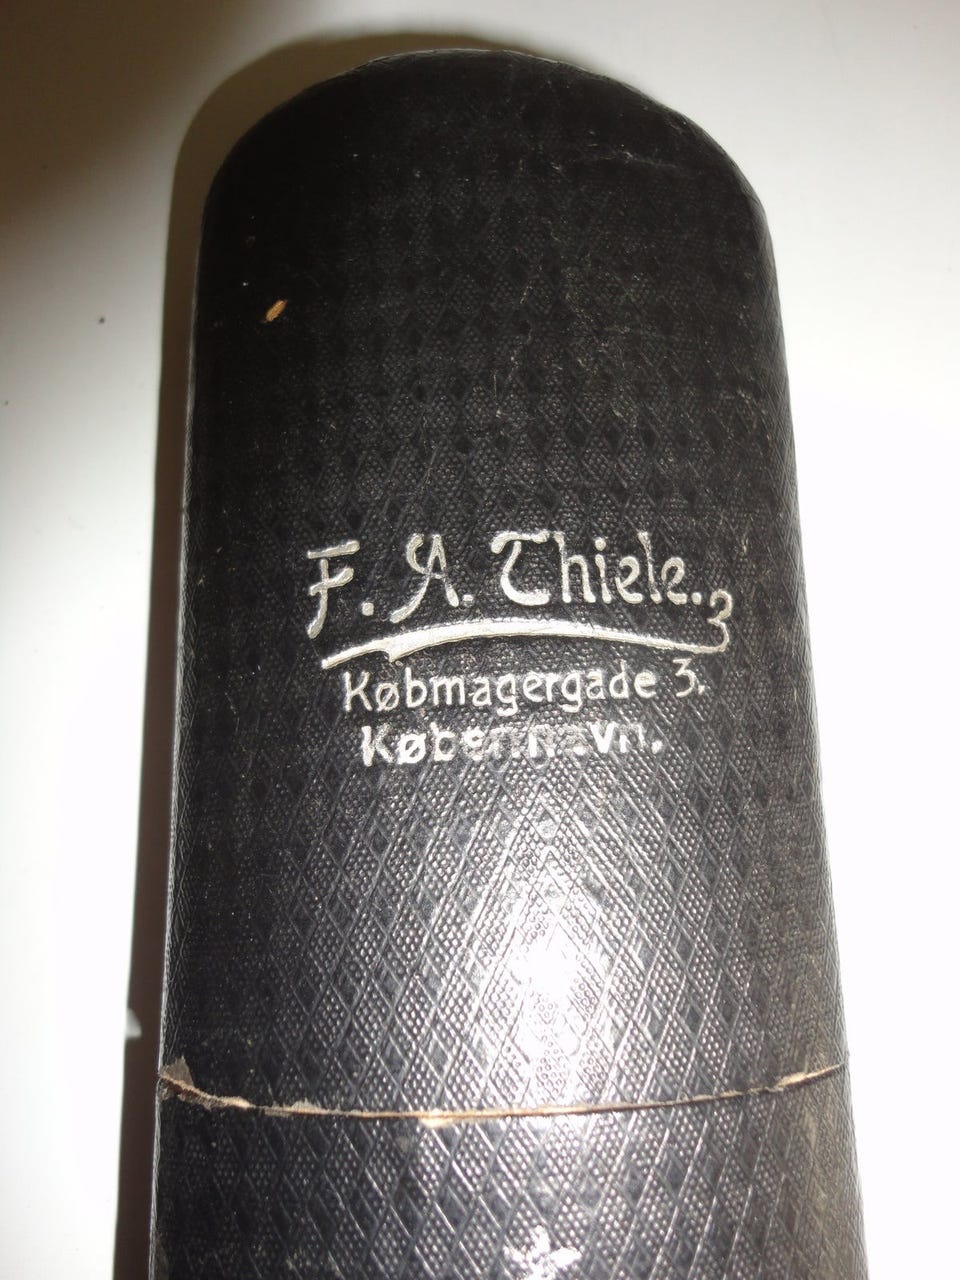 F. A. Thiele.
Købmagergade 3.
København.